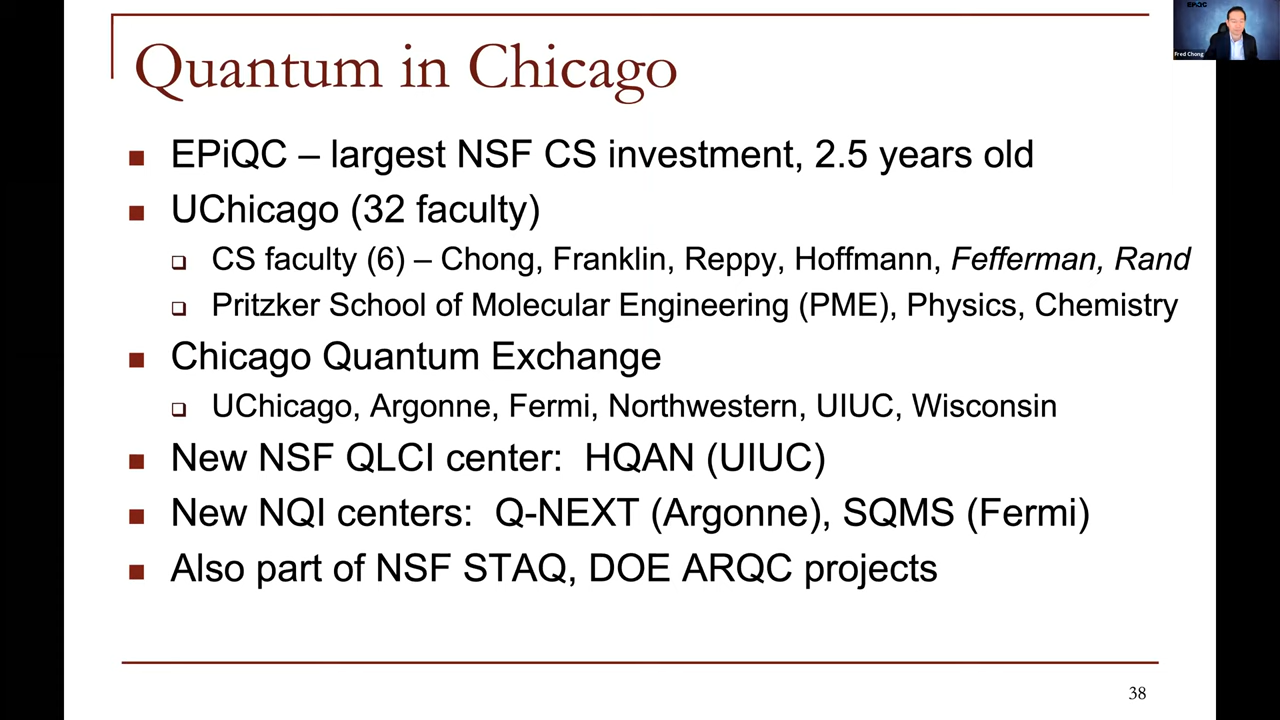 Quantum in Chicago
EPiQC – largest NSF CS investment, 2.5 years old
UChicago (32 faculty)
CS faculty (6) – Chong, Franklin, Reppy, Hoffmann, Fefferman, Rand
Pritzker School of Molecular Engineering (PME), Physics, Chemistry
Chicago Quantum Exchange
UChicago, Argonne, Fermi, Northwestern, UIUC, Wisconsin
New NSF QLCI center: HQAN (UIUC)
New NQI centers: Q-NEXT (Argonne), SQMS (Fermi)
Also part of NSF STAQ, DOE ARQC projects
38
EPiQC
Fred Chong